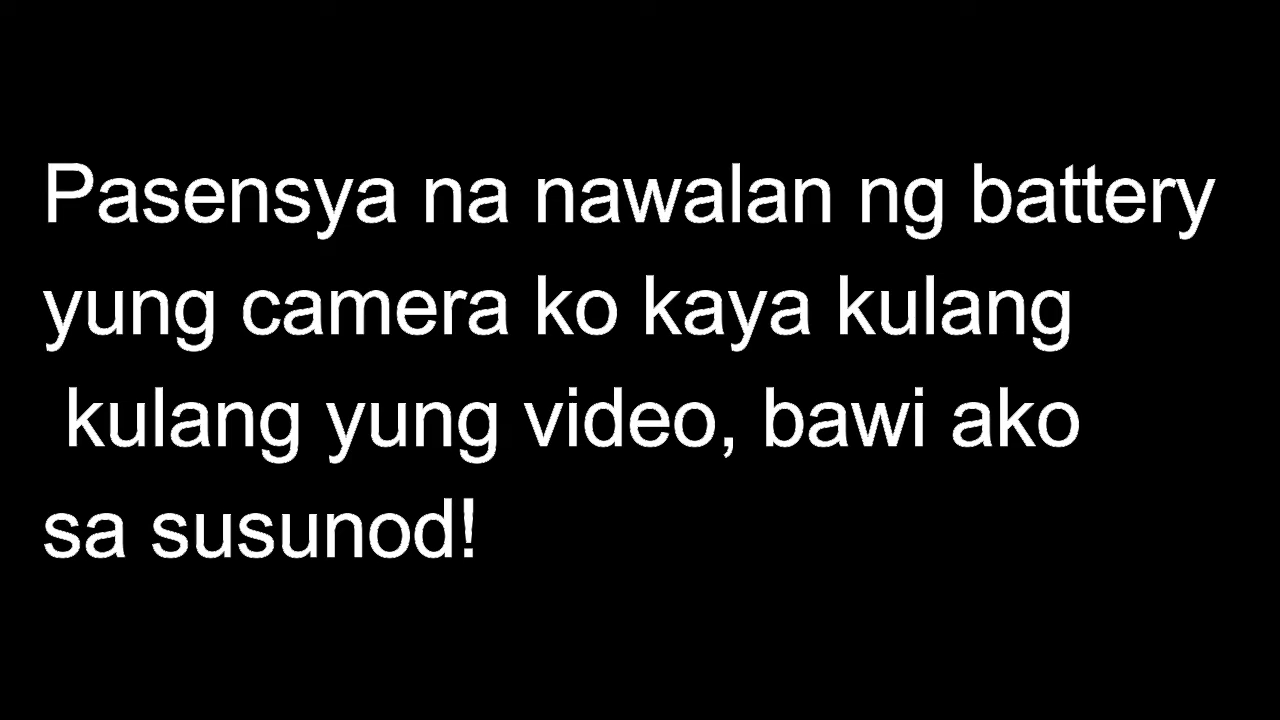 Pasensya na nawalan ng battery
yung camera ko kaya kulang
kulang yung video, bawi ako
sa susunod!